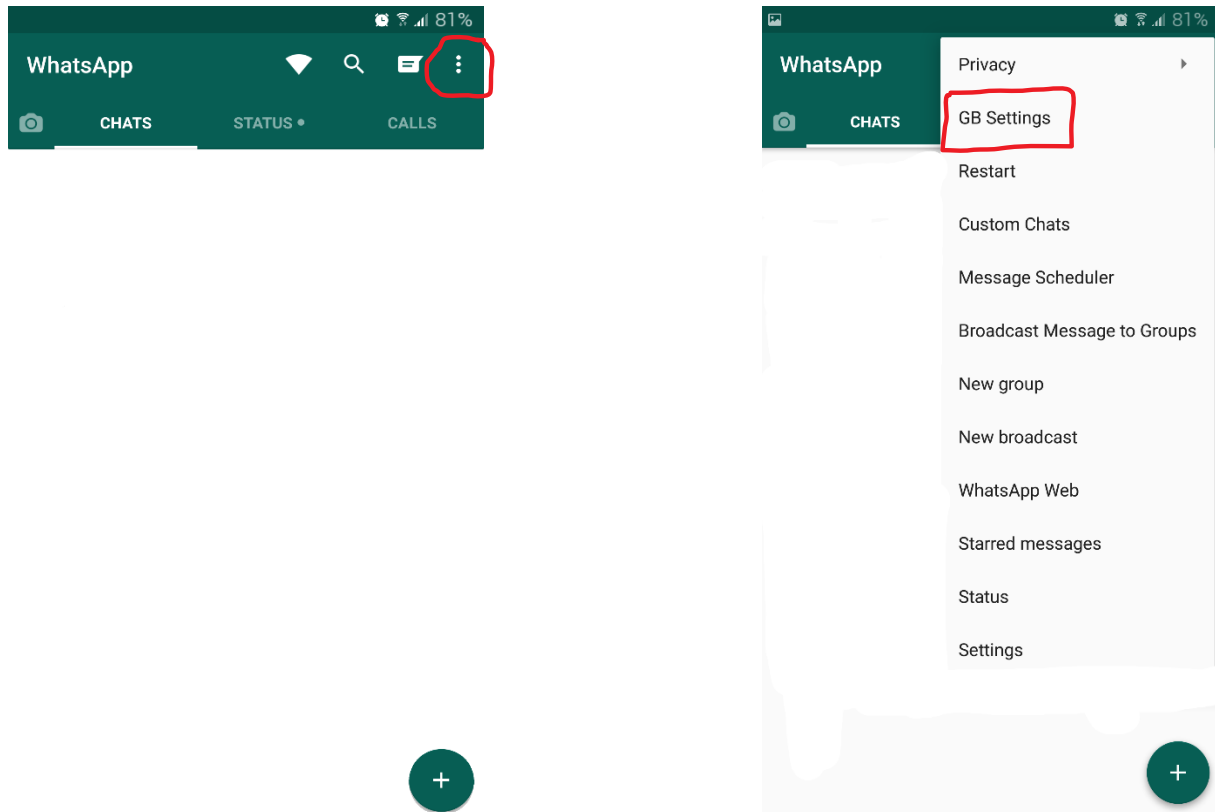 81%
WhatsApp
CHATS STATUS • CALLS
81%
WhatsApp
CHATS
Privacy
GB Settings
Restart
Custom Chats
Message Scheduler
Broadcast Message to Groups
New group
New broadcast
WhatsApp Web
Starred messages
Status
Settings